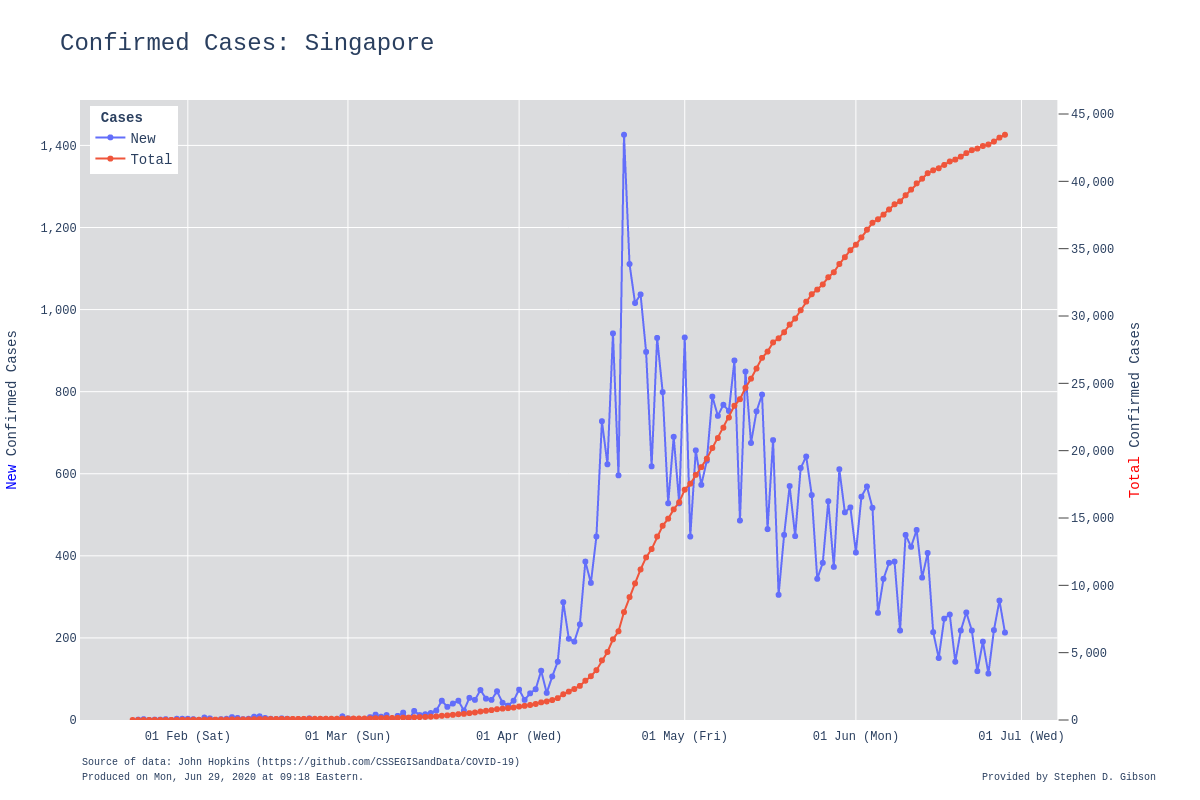 Confirmed Cases: Singapore
Cases
New
Total
1,400
1,200
1,000
800
600
400
200
0
New Confirmed Cases
45,000
40,000
35,000
30,000
25,000
20,000
15,000
10,000
5,000
0
Total Confirmed Cases
01 Feb (Sat) 01 Mar (Sun) 01 Apr (Wed) 01 May (Fri) 01 Jun (Mon) 01 Jul (Wed)
Source of data: John Hopkins (https://github.com/CSSEGISandData/COVID-19)
Produced on Mon, Jun 29, 2020 at 09:18 Eastern.
Provided by Stephen D. Gibson